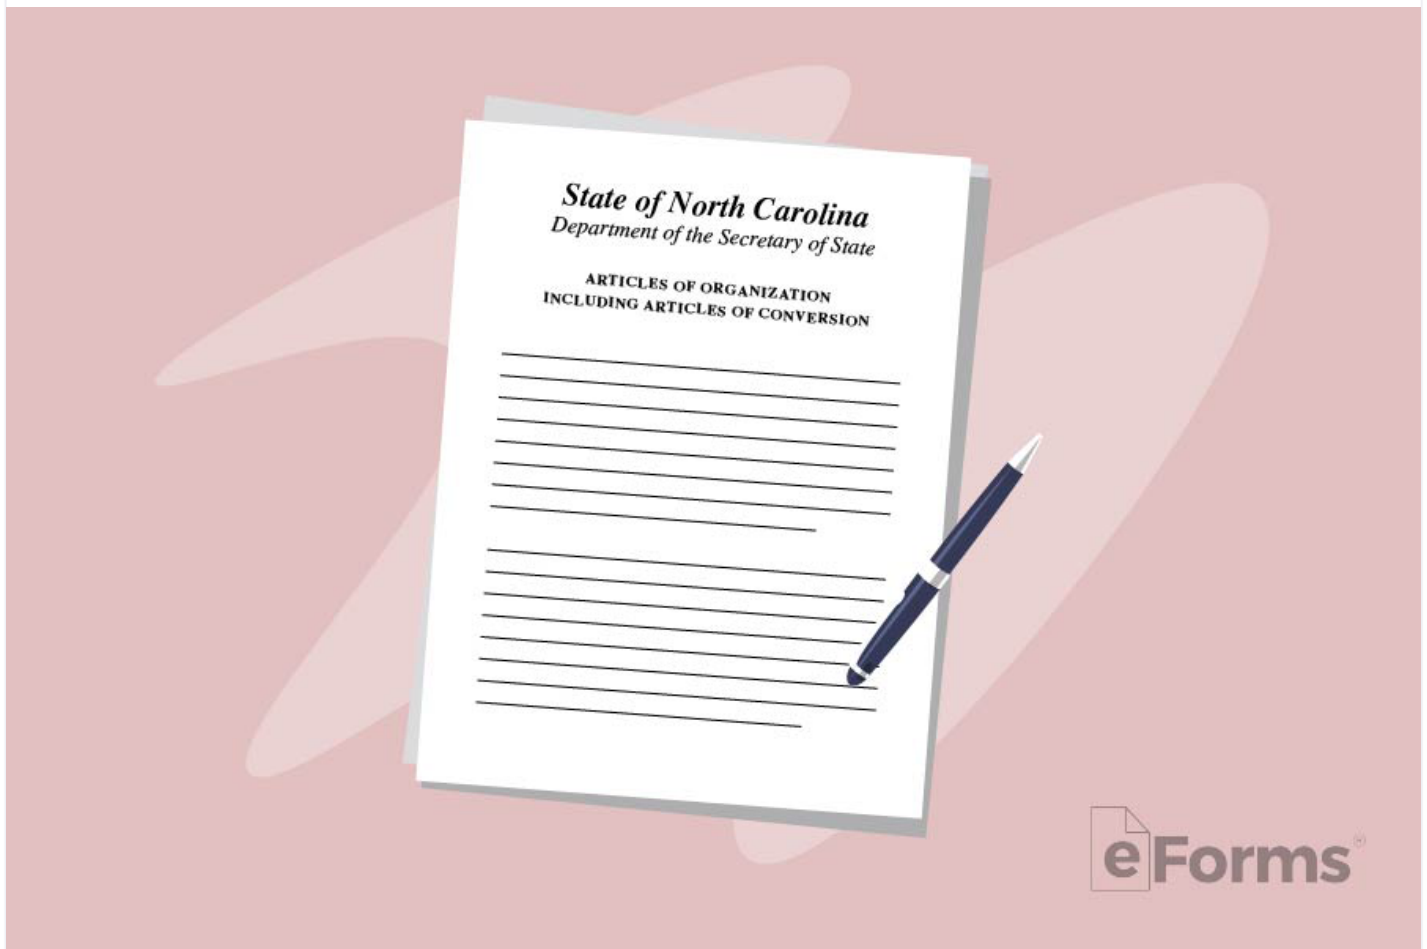 State of North Carolina
Department of the Secretary of State
ARTICLES OF ORGANIZATION
INCLUDING ARTICLES OF CONVERSION
eForms